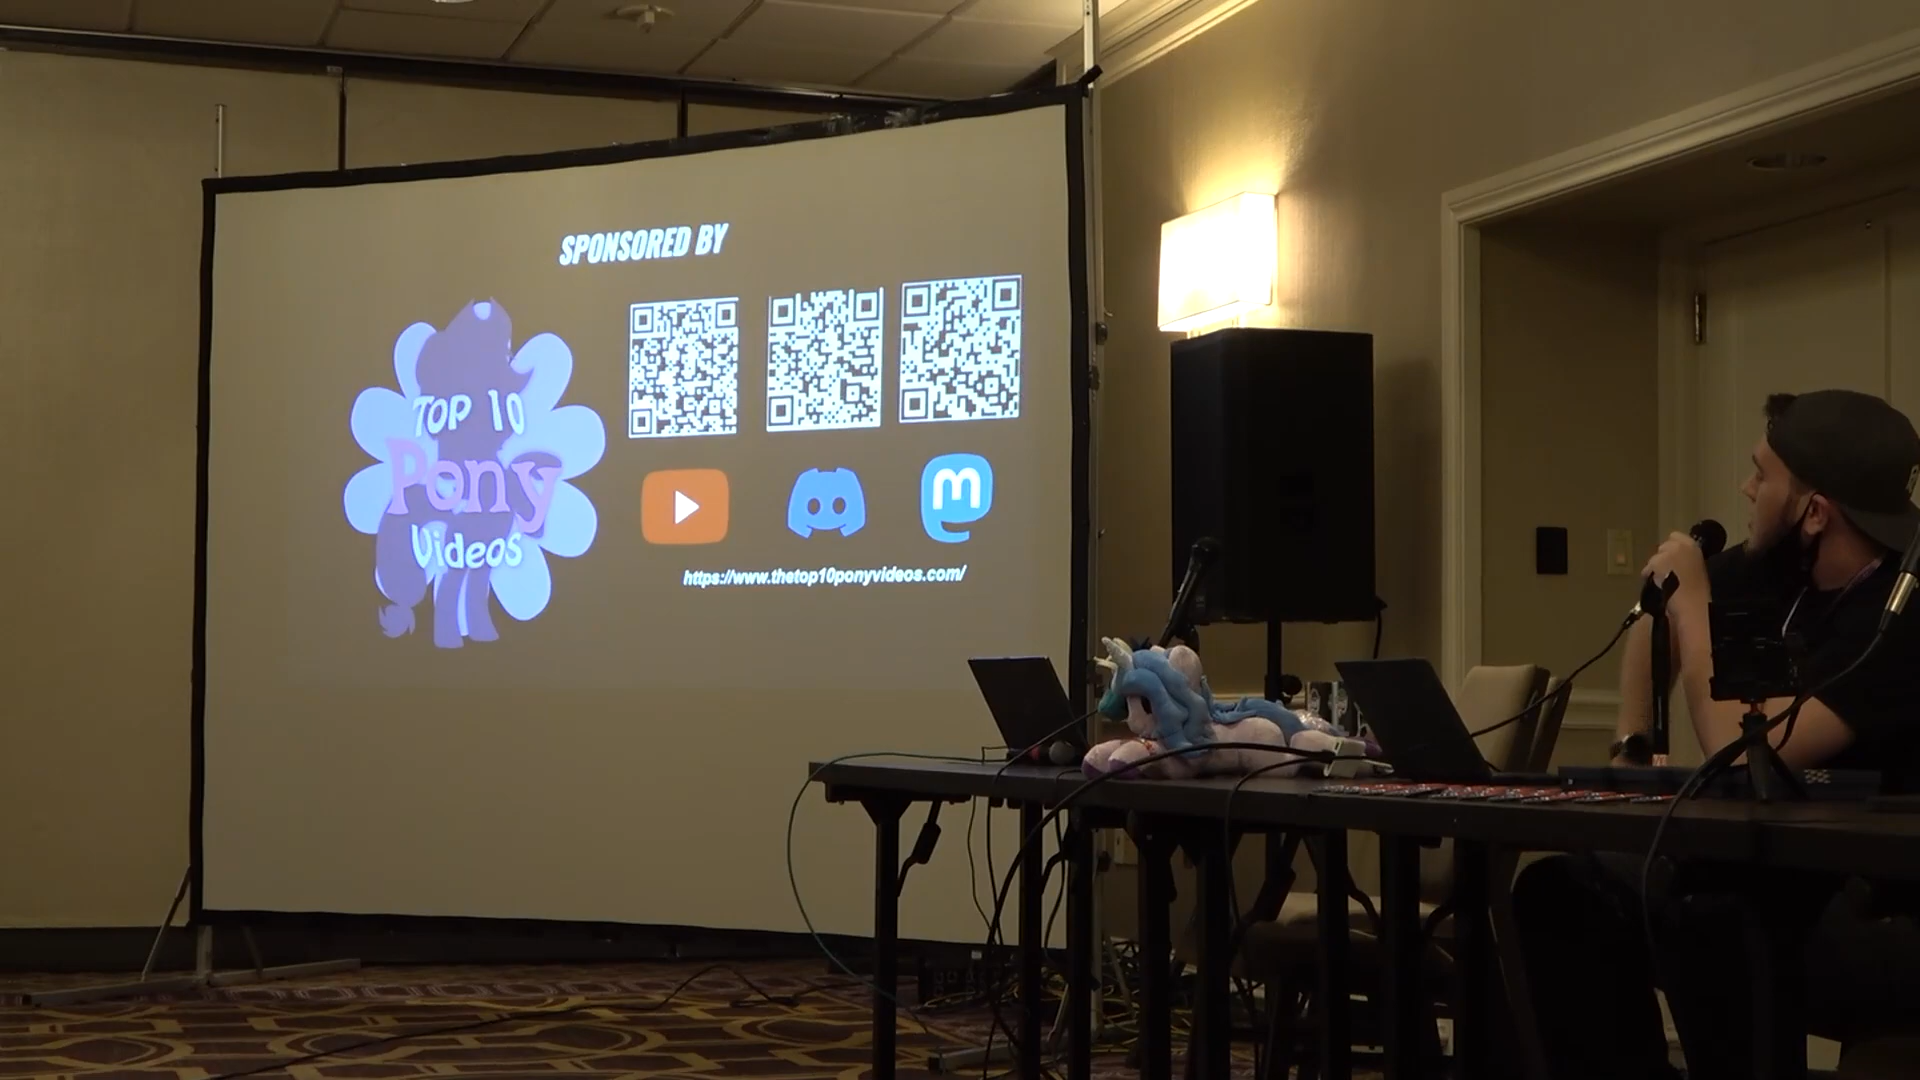 SPONSORED BY
TOP 10
Pony
Videos
m
https://www.thetop10ponyvideos.com/